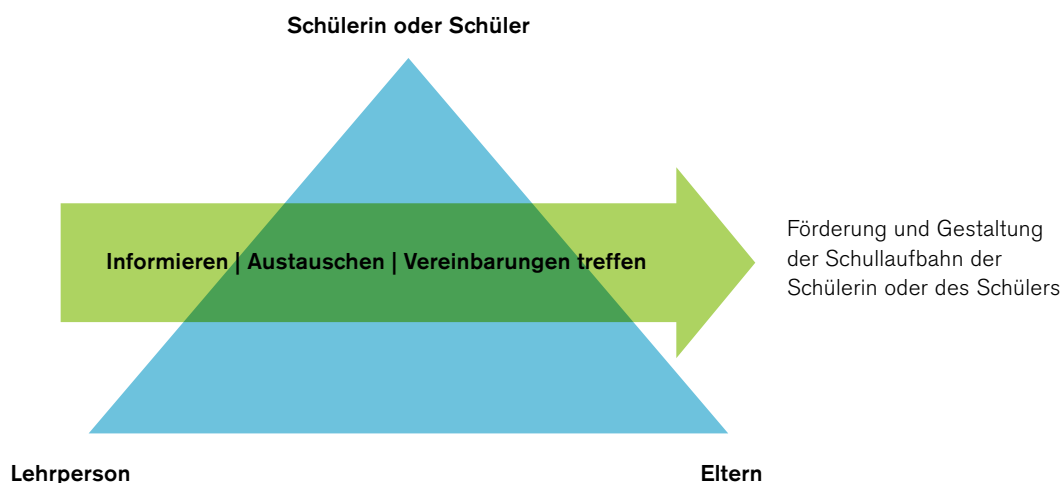 Schülerin oder Schüler
Informieren | Austauschen | Vereinbarungen treffen
Förderung und Gestaltung
der Schullaufbahn der
Schülerin oder des Schülers
Lehrperson
Eltern